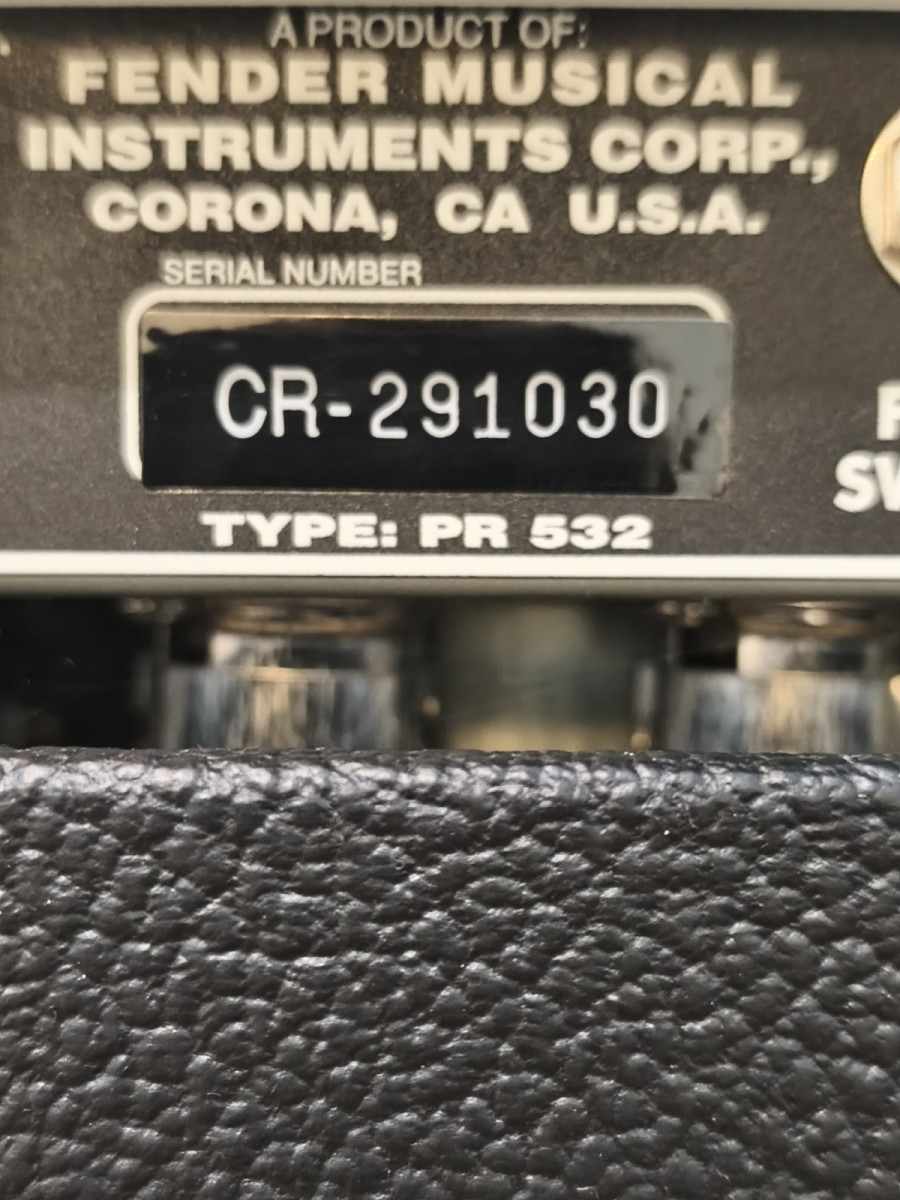 A PRODUCT OF:
FENDER MUSICAL
INSTRUMENTS CORP.,
CORONA, CA U.S.A.
SERIAL NUMBER
CR-291030
TYPE: PR 532